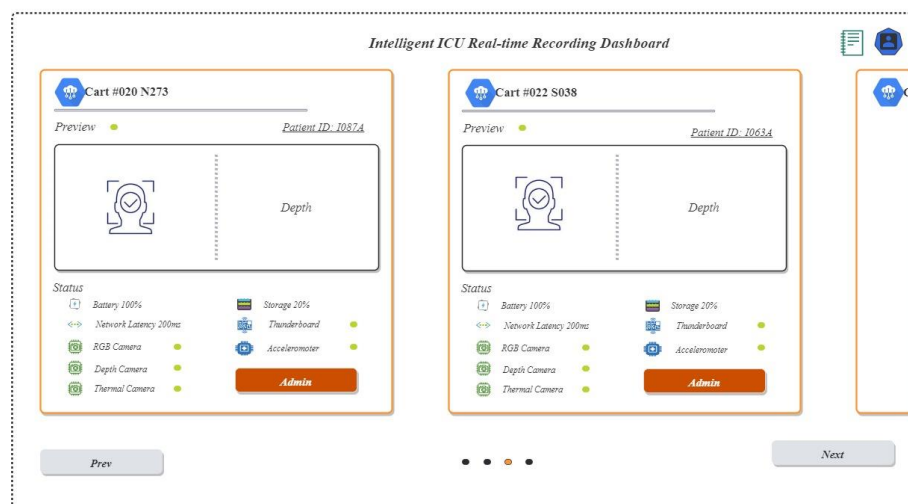 Intelligent ICU Real-time Recording Dashboard
Cart #020 N273
Preview
Patient ID: I087A
Depth
Status
Battery 100%
Storage 20%
Network Latency 200ms
Thunderboard
RGB Camera
Acceleromoter
Depth Camera
Thermal Camera
Admin
Cart #022 S038
Preview
Patient ID: I063A
Depth
Status
Battery 100%
Storage 20%
Network Latency 200ms
Thunderboard
RGB Camera
Acceleromoter
Depth Camera
Thermal Camera
Admin
Prev
Next